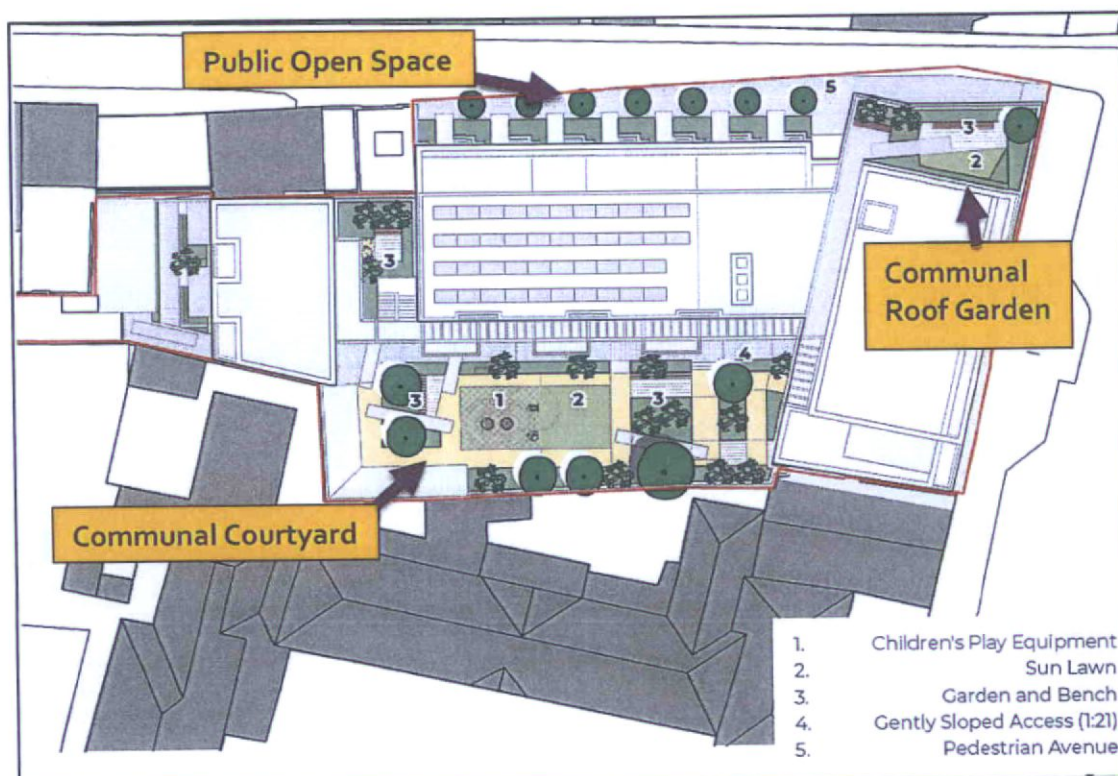 Public Open Space
5
3
2
3
Communal
Roof Garden
4
3
1
2
3
Communal Courtyard
1. Children's Play Equipment
2. Sun Lawn
3. Garden and Bench
4. Gently Sloped Access (1:21)
5. Pedestrian Avenue